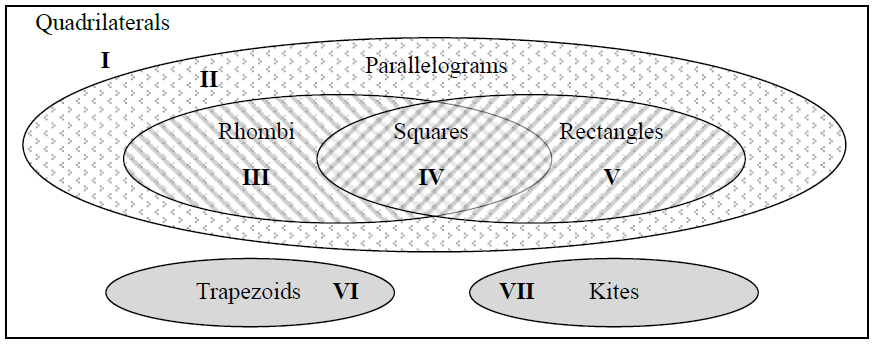 Quadrilaterals
I
II
Parallelograms
Rhombi
Squares
Rectangles
III
IV
V
Trapezoids VI
VII Kites